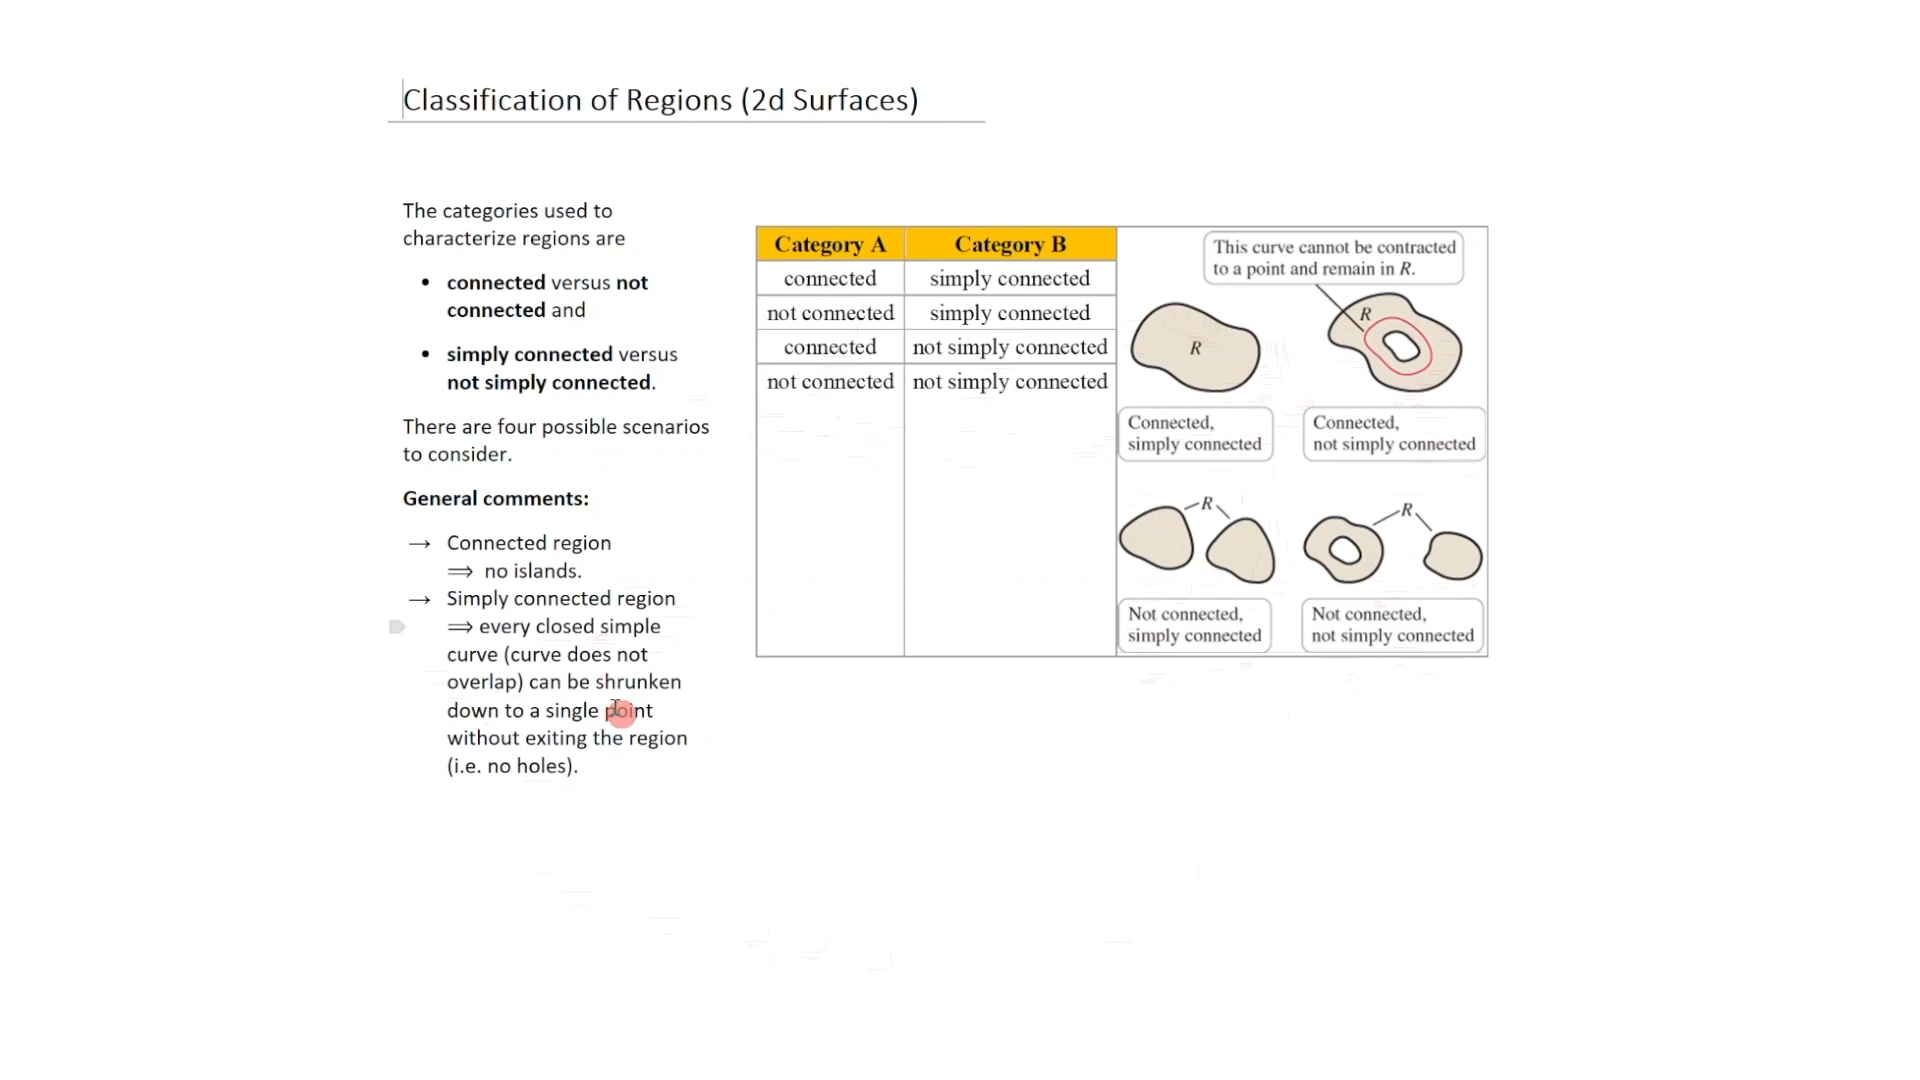 Classification of Regions (2d Surfaces)
The categories used to
characterize regions are
• connected versus not
connected and
• simply connected versus
not simply connected.
There are four possible scenarios
to consider.
General comments:
→ Connected region
⟹ no islands.
→ Simply connected region
⟹ every closed simple
curve (curve does not
overlap) can be shrunken
down to a single point
without exiting the region
(i.e. no holes).
Category A Category B
connected simply connected
not connected simply connected
connected not simply connected
not connected not simply connected
This curve cannot be contracted
to a point and remain in R.
R
R
Connected,
simply connected
Connected,
not simply connected
R
R
Not connected,
simply connected
Not connected,
not simply connected